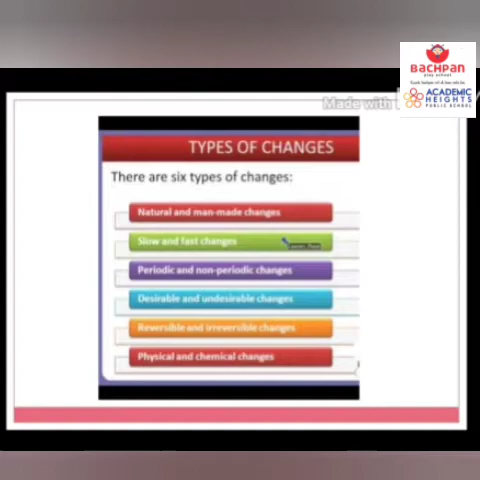 BACHPAN
play school
ACADEMIC
HEIGHTS
PUBLIC SCHOOL
Made with
TYPES OF CHANGES
There are six types of changes:
Natural and man-made changes
Slow and fast changes
Periodic and non-periodic changes
Desirable and undesirable changes
Reversible and irreversible changes
Physical and chemical changes